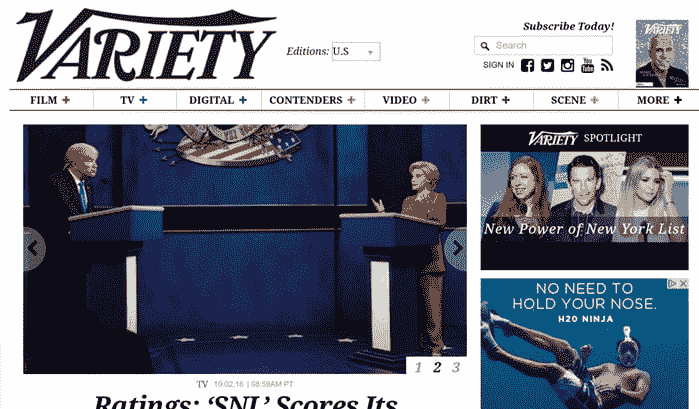 VARIETY
Editions: U.S
Subscribe Today!
Search
SIGN IN
You
Tube
VARIETY
FILM +
TV +
DIGITAL +
CONTENDERS +
VIDEO +
DIRT +
SCENE +
MORE +
VARIETY SPOTLIGHT
New Power of New York List
NO NEED TO
HOLD YOUR NOSE.
H2O NINJA
1 2 3
TV 10.02.16 | 08:59AM PT
Ratings: ‘SNL’ Scores Its